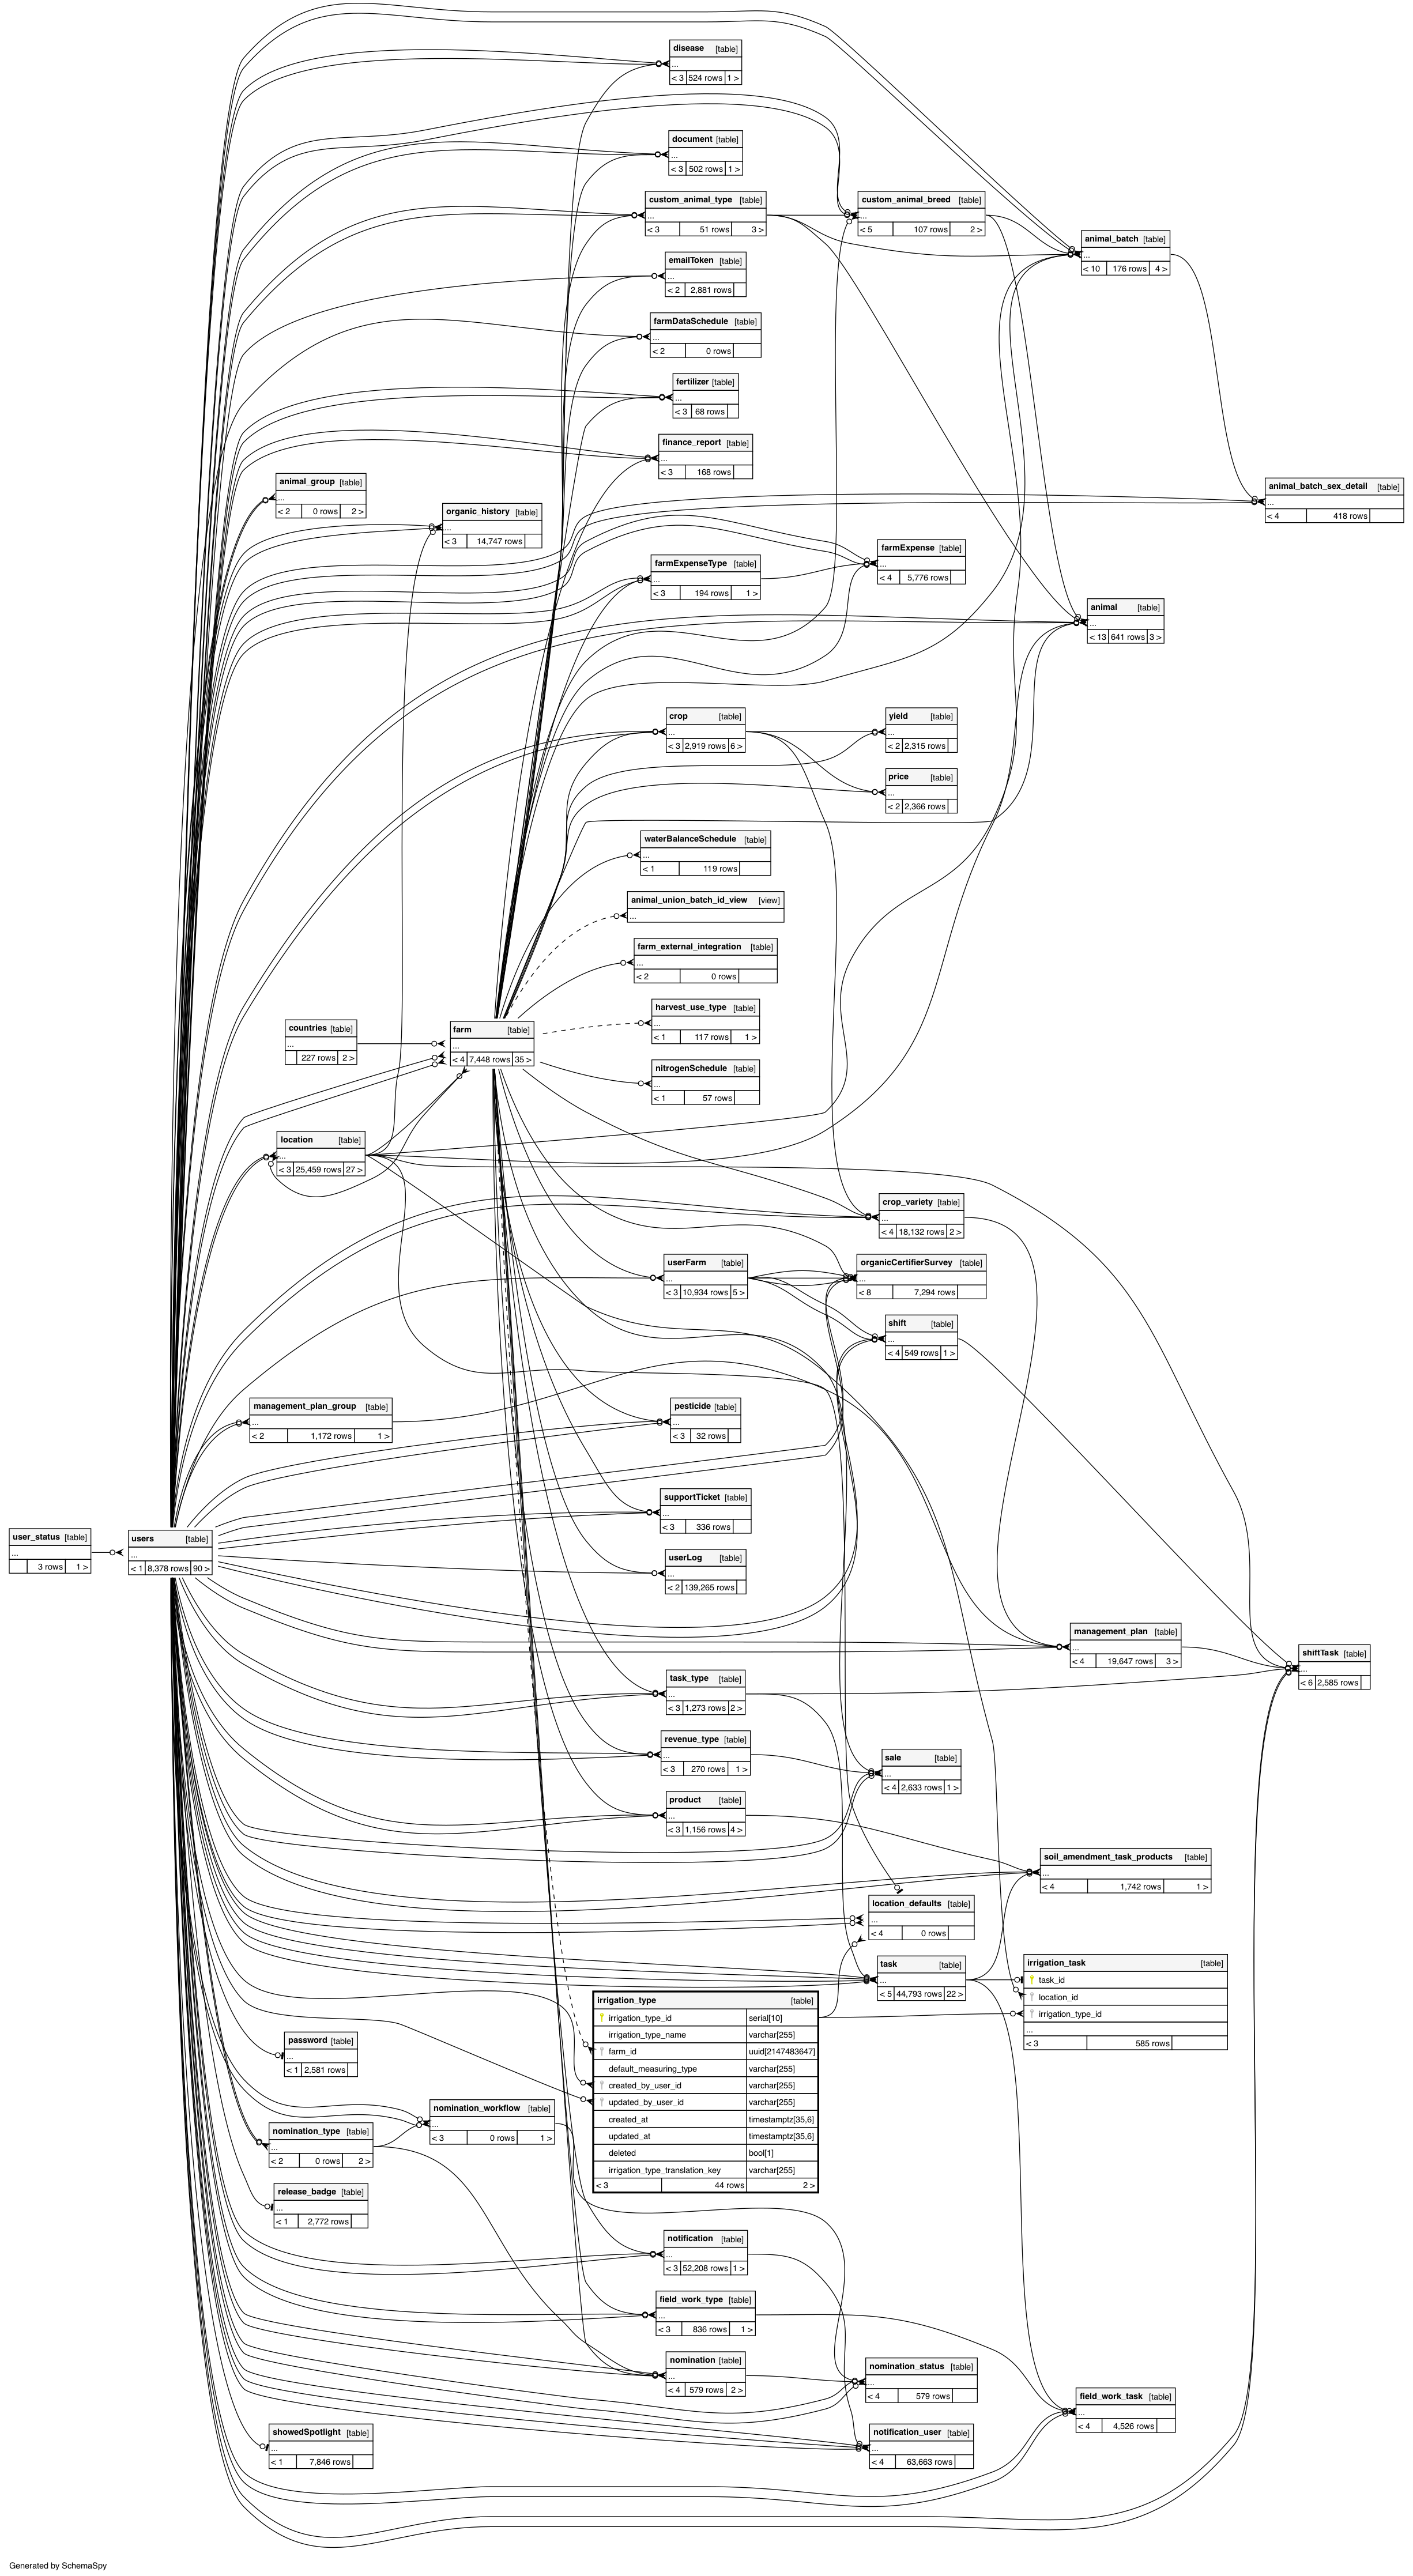 disease [table]
...
< 3 524 rows 1 >
document [table]
...
< 3 502 rows 1 >
custom_animal_type [table]
...
< 3 51 rows 3 >
custom_animal_breed [table]
...
< 5 107 rows 2 >
animal_batch [table]
...
< 10 176 rows 4 >
emailToken [table]
...
< 2 2,881 rows
farmDataSchedule [table]
...
< 2 0 rows
fertilizer [table]
...
< 3 68 rows
finance_report [table]
...
< 3 168 rows
animal_group [table]
...
< 2 0 rows 2 >
animal_batch_sex_detail [table]
...
< 4 418 rows
organic_history [table]
...
< 3 14,747 rows
farmExpense [table]
...
< 4 5,776 rows
farmExpenseType [table]
...
< 3 194 rows 1 >
animal [table]
...
< 13 641 rows 3 >
crop [table]
...
< 3 2,919 rows 6 >
yield [table]
...
< 2 2,315 rows
price [table]
...
< 2 2,366 rows
waterBalanceSchedule [table]
...
< 1 119 rows
animal_union_batch_id_view [view]
...
farm_external_integration [table]
...
< 2 0 rows
harvest_use_type [table]
...
< 1 117 rows 1 >
countries [table]
...
227 rows 2 >
farm [table]
...
< 4 7,448 rows 35 >
nitrogenSchedule [table]
...
< 1 57 rows
location [table]
...
< 3 25,459 rows 27 >
crop_variety [table]
...
< 4 18,132 rows 2 >
userFarm [table]
...
< 3 10,934 rows 5 >
organicCertifierSurvey [table]
...
< 8 7,294 rows
shift [table]
...
< 4 549 rows 1 >
management_plan_group [table]
...
< 2 1,172 rows 1 >
pesticide [table]
...
< 3 32 rows
supportTicket [table]
...
< 3 336 rows
user_status [table]
...
3 rows 1 >
users [table]
...
< 1 8,378 rows 90 >
userLog [table]
...
< 2 139,265 rows
management_plan [table]
...
< 4 19,647 rows 3 >
shiftTask [table]
...
< 6 2,585 rows
task_type [table]
...
< 3 1,273 rows 2 >
revenue_type [table]
...
< 3 270 rows 1 >
sale [table]
...
< 4 2,633 rows 1 >
product [table]
...
< 3 1,156 rows 4 >
soil_amendment_task_products [table]
...
< 4 1,742 rows 1 >
location_defaults [table]
...
< 4 0 rows
task [table]
...
< 5 44,793 rows 22 >
irrigation_task [table]
task_id
location_id
irrigation_type_id
...
< 3 585 rows
irrigation_type [table]
irrigation_type_id serial[10]
irrigation_type_name varchar[255]
farm_id uuid[2147483647]
default_measuring_type varchar[255]
created_by_user_id varchar[255]
updated_by_user_id varchar[255]
created_at timestamptz[35,6]
updated_at timestamptz[35,6]
deleted bool[1]
irrigation_type_translation_key varchar[255]
< 3 44 rows 2 >
password [table]
...
< 1 2,581 rows
nomination_workflow [table]
...
< 3 0 rows 1 >
nomination_type [table]
...
< 2 0 rows 2 >
release_badge [table]
...
< 1 2,772 rows
notification [table]
...
< 3 52,208 rows 1 >
field_work_type [table]
...
< 3 836 rows 1 >
nomination [table]
...
< 4 579 rows 2 >
nomination_status [table]
...
< 4 579 rows
field_work_task [table]
...
< 4 4,526 rows
showedSpotlight [table]
...
< 1 7,846 rows
notification_user [table]
...
< 4 63,663 rows
Generated by SchemaSpy